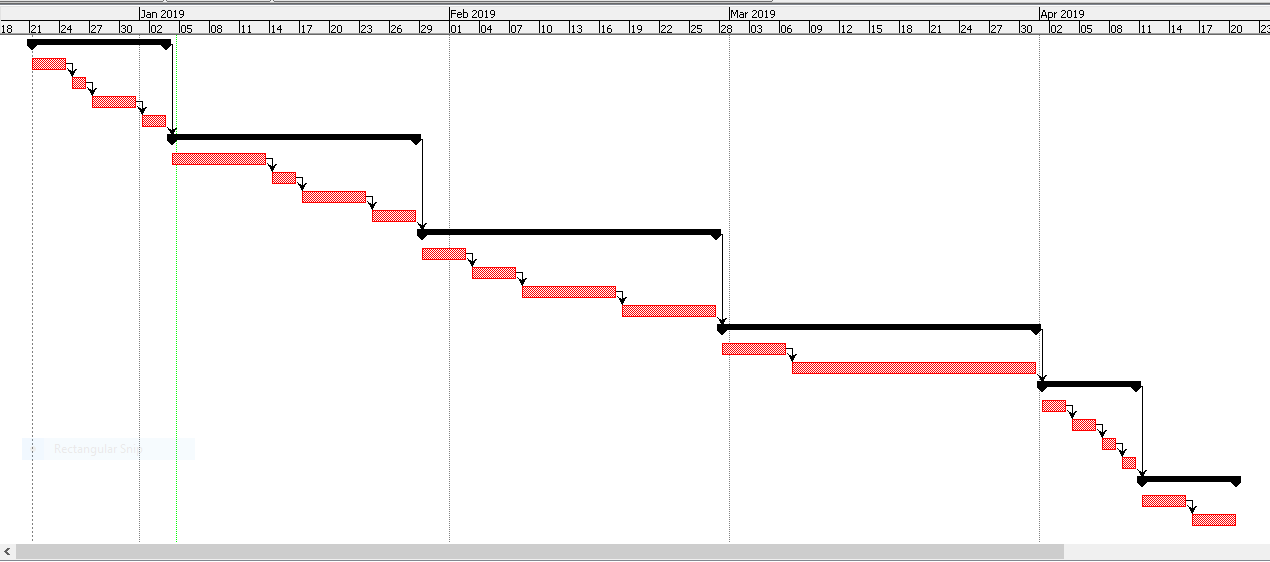 Jan 2019 Feb 2019 Mar 2019 Apr 2019
18 21 24 27 30 02 05 08 11 14 17 20 23 26 29 01 04 07 10 13 16 19 22 25 28 03 06 09 12 15 18 21 24 27 30 02 05 08 11 14 17 20 23
Rectangular Snip